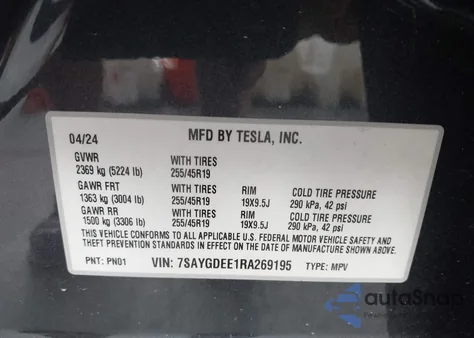 04/24 MFD BY TESLA, INC.
GVWR WITH TIRES
2369 kg (5224 lb) 255/45R19
GAWR FRT WITH TIRES RIM COLD TIRE PRESSURE
1363 kg (3004 lb) 255/45R19 19X9.5J 290 kPa, 42 psi
GAWR RR WITH TIRES RIM COLD TIRE PRESSURE
1500 kg (3306 lb) 255/45R19 19X9.5J 290 kPa, 42 psi
THIS VEHICLE CONFORMS TO ALL APPLICABLE U.S. FEDERAL MOTOR VEHICLE SAFETY AND
THEFT PREVENTION STANDARDS IN EFFECT ON THE DATE OF MANUFACTURE SHOWN ABOVE.
PNT: PN01 VIN: 7SAYGDEE1RA269195 TYPE: MPV
autoSnap